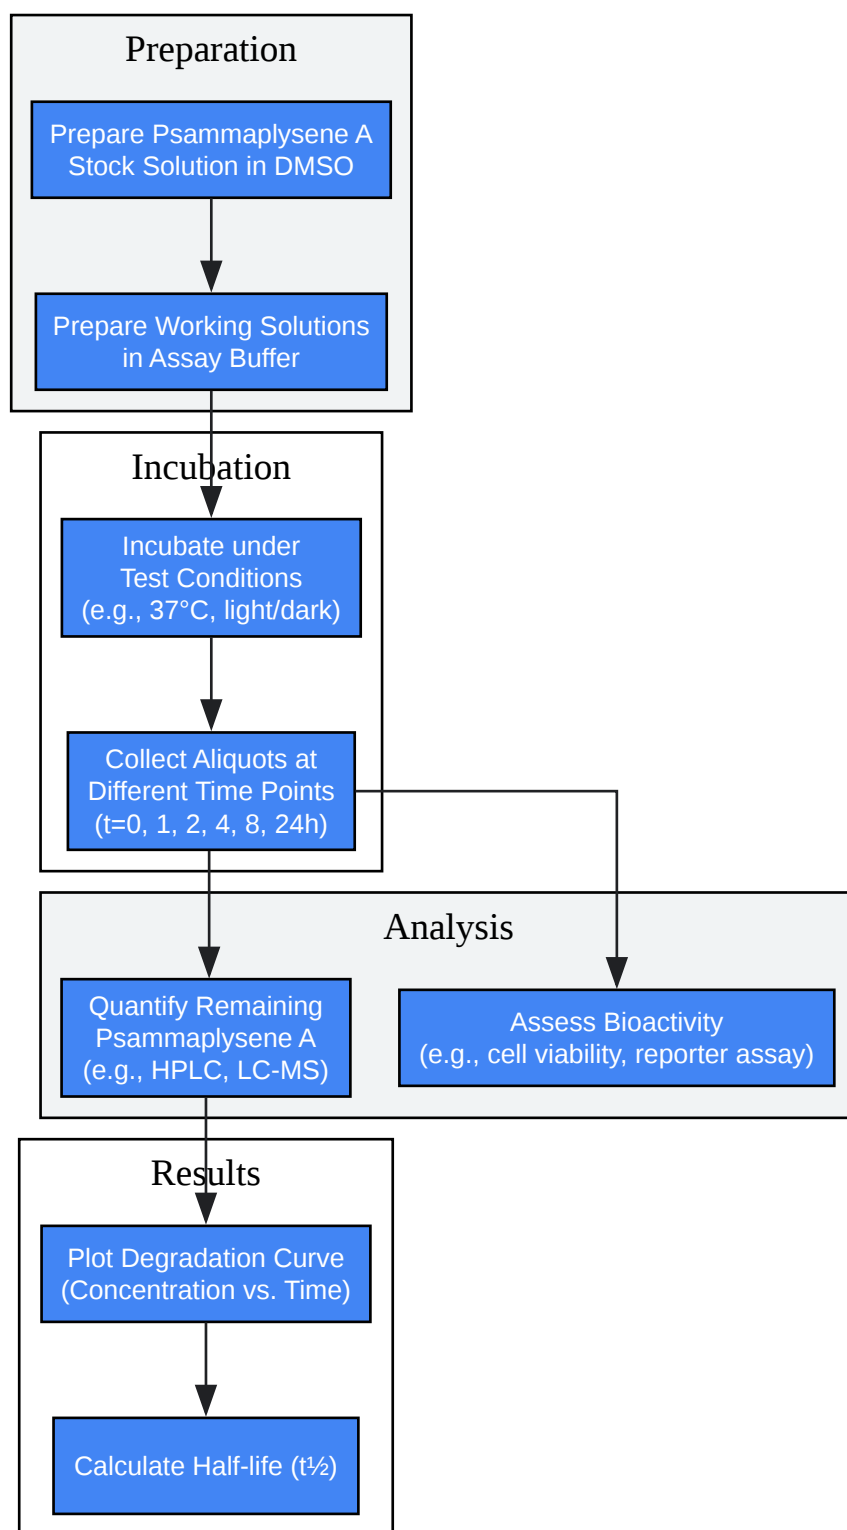 Preparation
Prepare Psammaplysene A
Stock Solution in DMSO
Prepare Working Solutions
in Assay Buffer
Incubation
Incubate under
Test Conditions
(e.g., 37°C, light/dark)
Collect Aliquots at
Different Time Points
(t=0, 1, 2, 4, 8, 24h)
Analysis
Quantify Remaining
Psammaplysene A
(e.g., HPLC, LC-MS)
Assess Bioactivity
(e.g., cell viability, reporter assay)
Results
Plot Degradation Curve
(Concentration vs. Time)
Calculate Half-life (t½)